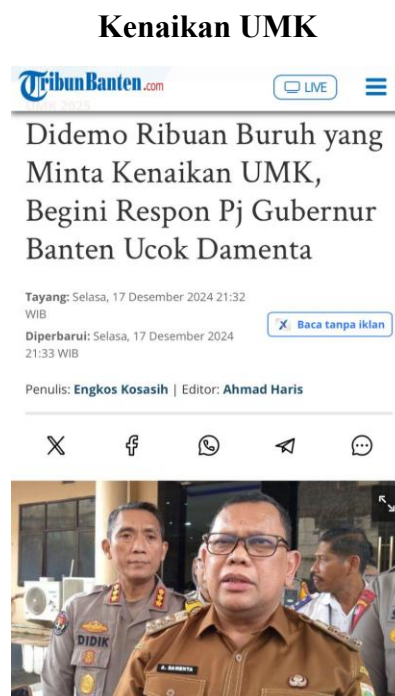 Kenaikan UMK
TribunBanten.com
LIVE
UMK 2025
Didemo Ribuan Buruh yang
Minta Kenaikan UMK,
Begini Respon Pj Gubernur
Banten Ucok Damenta
Tayang: Selasa, 17 Desember 2024 21:32
WIB
Baca tanpa iklan
Diperbarui: Selasa, 17 Desember 2024
21:33 WIB
Penulis: Engkos Kosasih | Editor: Ahmad Haris
DIDIK
A. DAMENTA